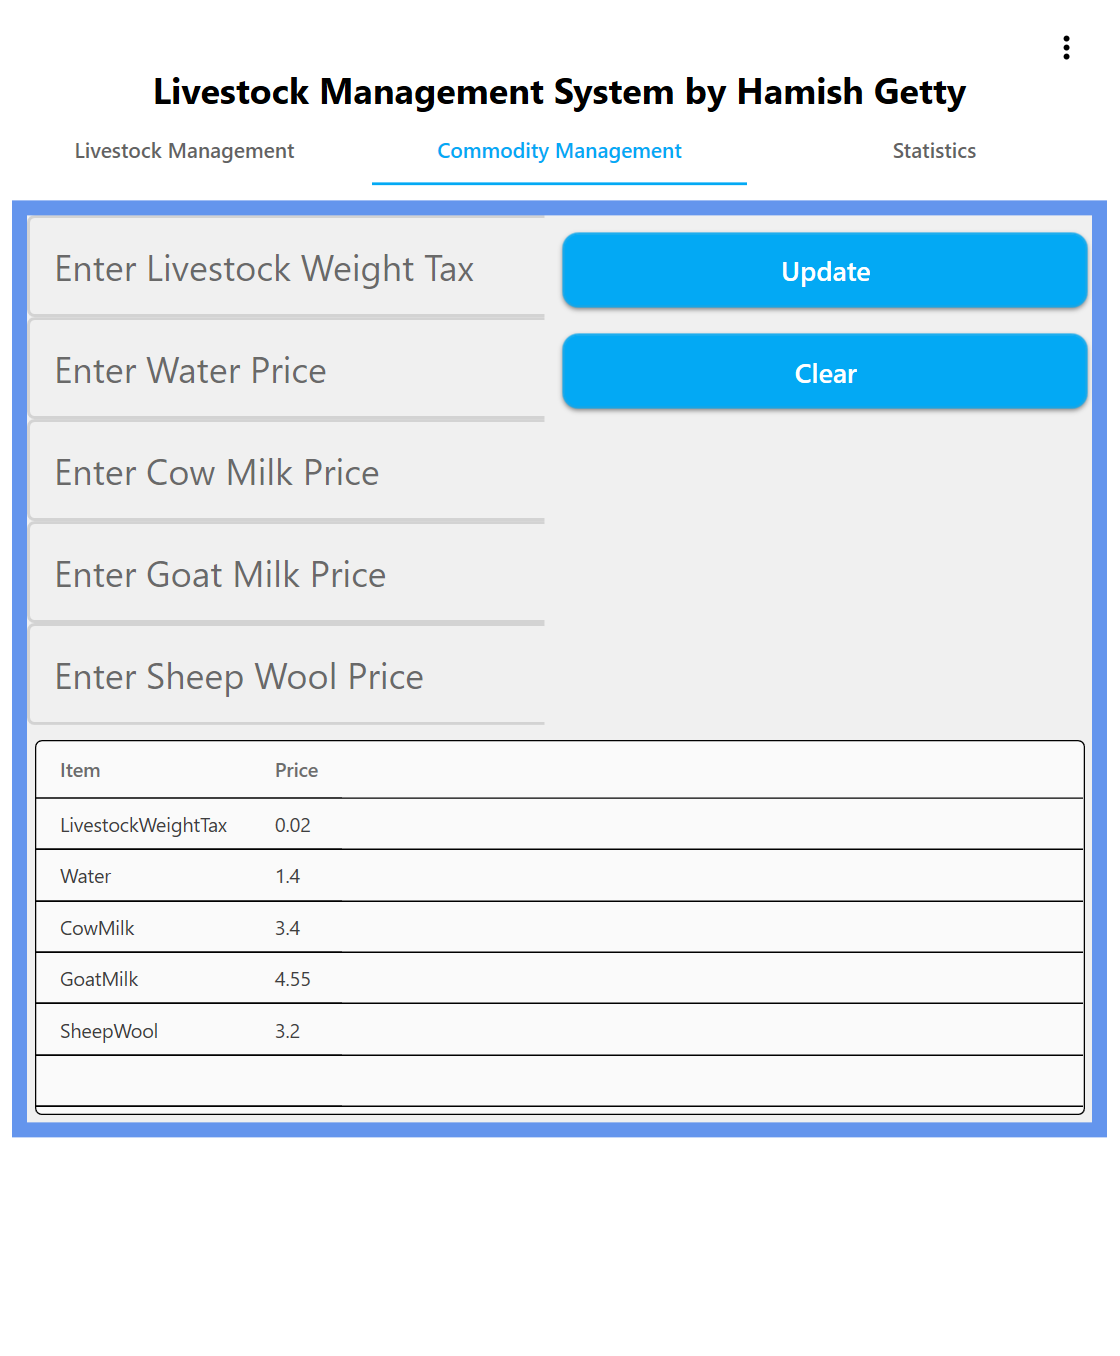 Livestock Management System by Hamish Getty
Livestock Management Commodity Management Statistics
Enter Livestock Weight Tax
Update
Enter Water Price
Clear
Enter Cow Milk Price
Enter Goat Milk Price
Enter Sheep Wool Price
Item Price
LivestockWeightTax 0.02
Water 1.4
CowMilk 3.4
GoatMilk 4.55
SheepWool 3.2